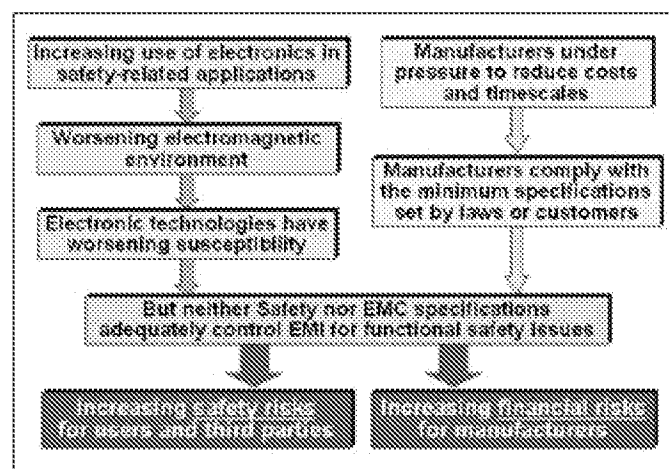 Increasing use of electronics in
safety-related applications
Worsening electromagnetic
environment
Electronic technologies have
worsening susceptibility
Manufacturers under
pressure to reduce costs
and timescales
Manufacturers comply with
the minimum specifications
set by laws or customers
But neither Safety nor EMC specifications
adequately control EMI for functional safety issues
Increasing safety risks
for users and third parties
Increasing financial risks
for manufacturers